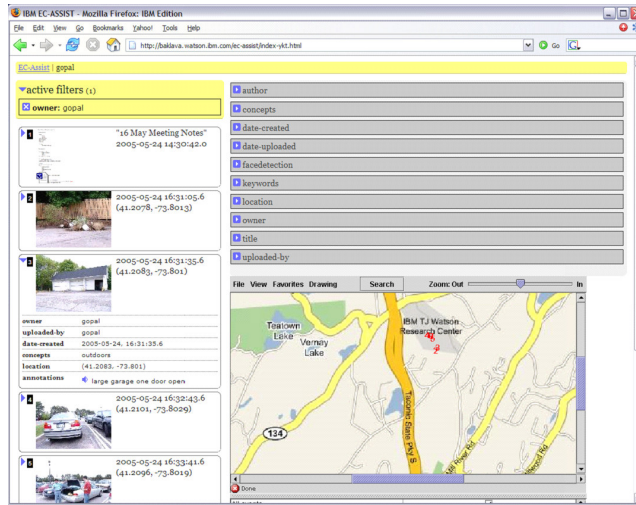 IBM EC-ASSIST - Mozilla Firefox: IBM Edition
File Edit View Go Bookmarks Yahoo! Tools Help
http://baklava.watson.ibm.com/ec-assist/index-ykt.html Go
EC-Assist | gopal
active filters (1)
owner: gopal
1 "16 May Meeting Notes"
2005-05-24 14:30:42.0
2 2005-05-24 16:31:05.6
(41.2078, -73.8013)
3 2005-05-24 16:31:35.6
(41.2083, -73.801)
owner gopal
uploaded-by gopal
date-created 2005-05-24, 16:31:35.6
concepts outdoors
location (41.2083, -73.801)
annotations large garage one door open
4 2005-05-24 16:32:43.6
(41.2101, -73.8029)
5 2005-05-24 16:33:41.6
(41.2096, -73.8019)
author
concepts
date-created
date-uploaded
facedetection
keywords
location
owner
title
uploaded-by
File View Favorites Drawing Search Zoom: Out In
IBM TJ Watson
Research Center
Teatown
Lake
Vernay
Lake
134
Taconic State Pky S
Done